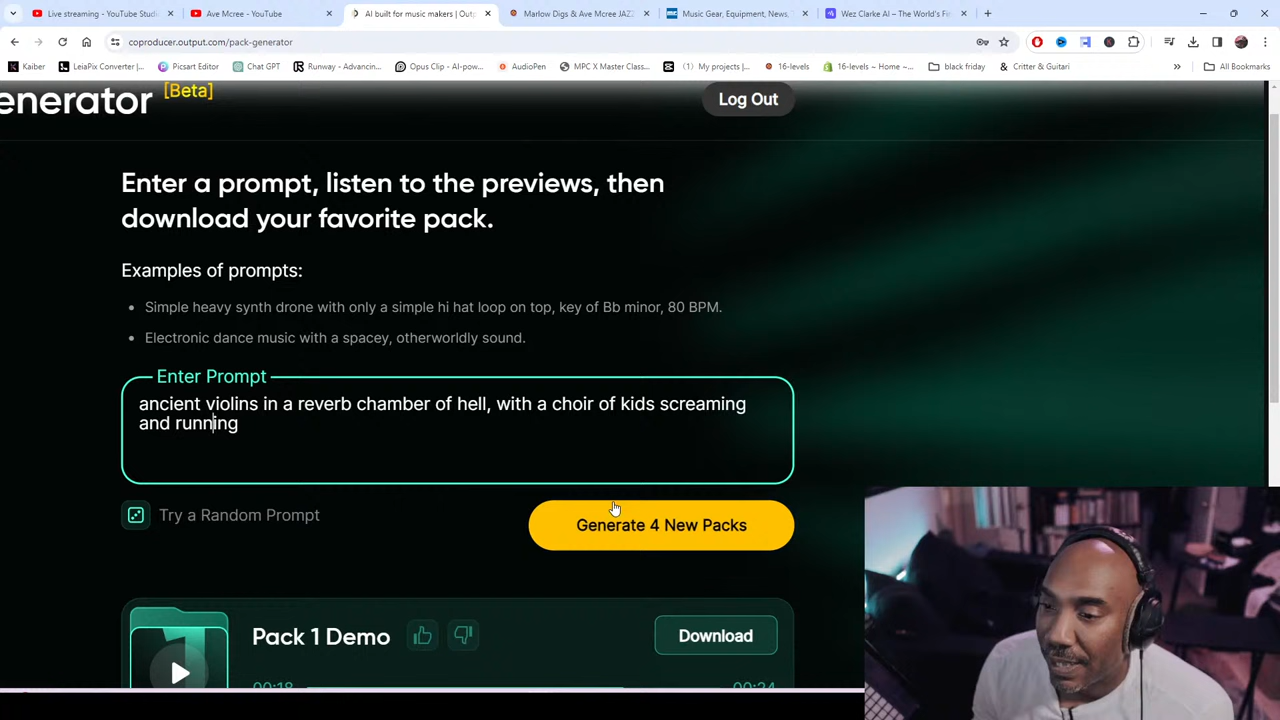 Live streaming - YouTube Studi
Ave Mcree - YouTube
AI built for music makers | Outp
Marlow Digs & Ave Mcree JAZZ
Music Gear, Equipment, News, T
Wez Clarke AI – The World's Fi
coproducer.output.com/pack-generator
Kaiber
LeiaPix Converter |...
Picsart Editor
Chat GPT
Runway - Advancin...
Opus Clip - AI-pow...
AudioPen
MPC X Master Class...
(1) My projects |...
16-levels
16-levels ~ Home ~...
black friday
Critter & Guitari
All Bookmarks
enerator [Beta]
Log Out
Enter a prompt, listen to the previews, then
download your favorite pack.
Examples of prompts:
• Simple heavy synth drone with only a simple hi hat loop on top, key of Bb minor, 80 BPM.
• Electronic dance music with a spacey, otherworldly sound.
Enter Prompt
ancient violins in a reverb chamber of hell, with a choir of kids screaming
and running
Try a Random Prompt
Generate 4 New Packs
Pack 1 Demo
Download
00:18
00:24